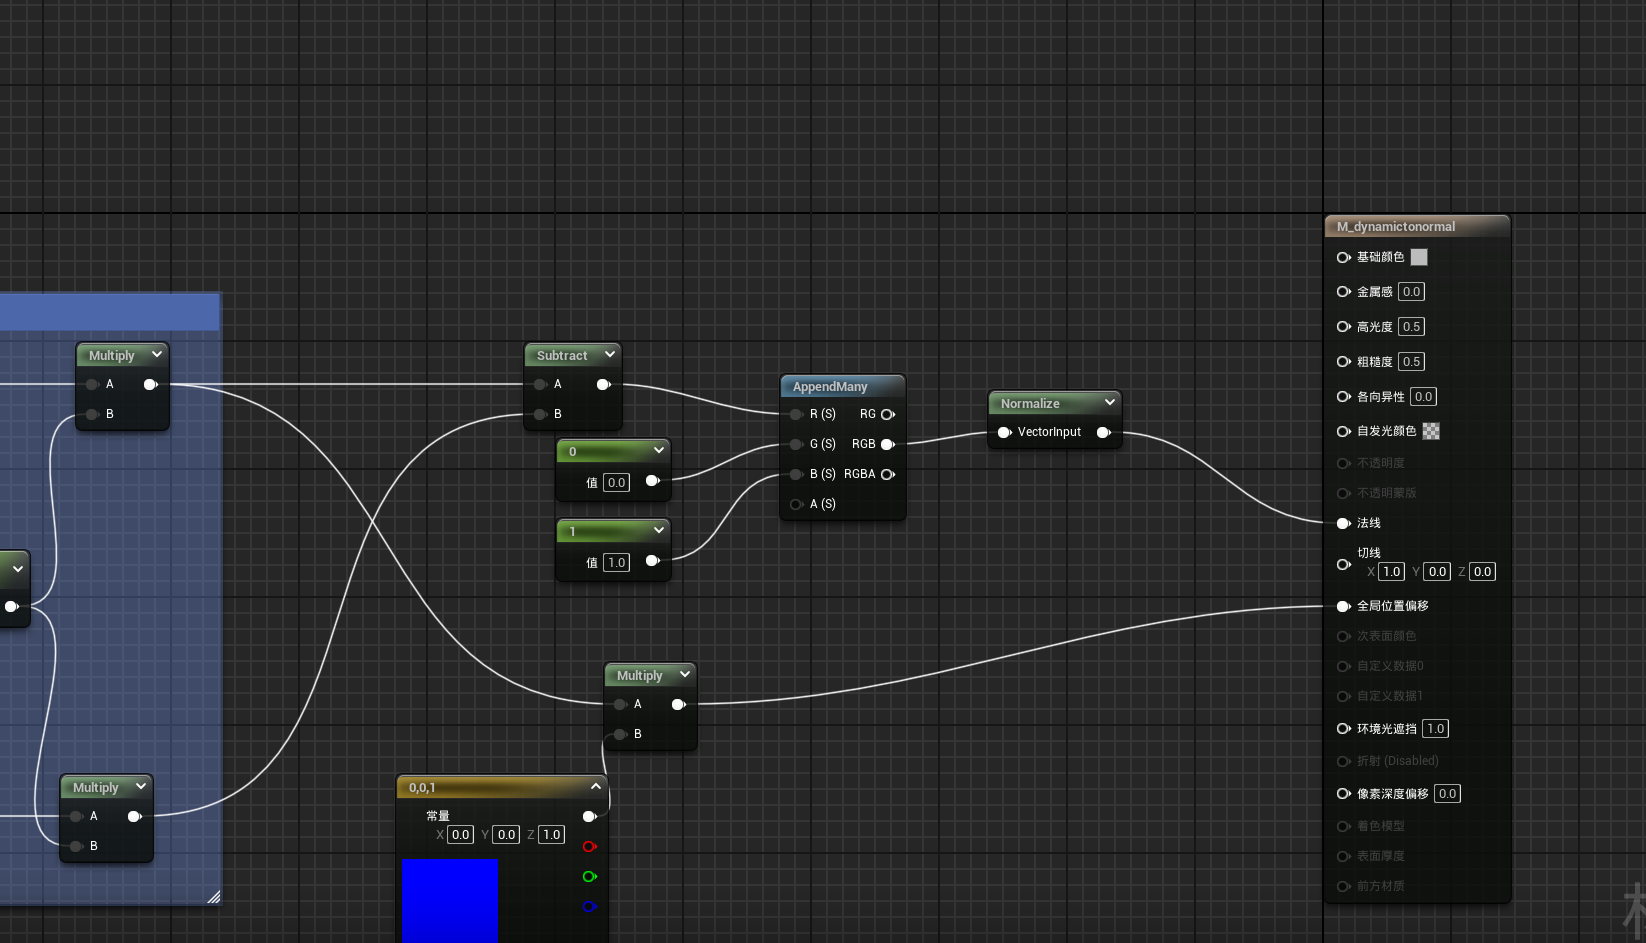 Multiply
A
B
Multiply
A
B
Subtract
A
B
0
值 0.0
1
值 1.0
AppendMany
R (S) RG
G (S) RGB
B (S) RGBA
A (S)
Normalize
VectorInput
Multiply
A
B
0,0,1
常量
X 0.0 Y 0.0 Z 1.0
M_dynamictonormal
基础颜色
金属感 0.0
高光度 0.5
粗糙度 0.5
各向异性 0.0
自发光颜色
不透明度
不透明蒙版
法线
切线
X 1.0 Y 0.0 Z 0.0
全局位置偏移
次表面颜色
自定义数据0
自定义数据1
环境光遮挡 1.0
折射 (Disabled)
像素深度偏移 0.0
着色模型
表面厚度
前方材质